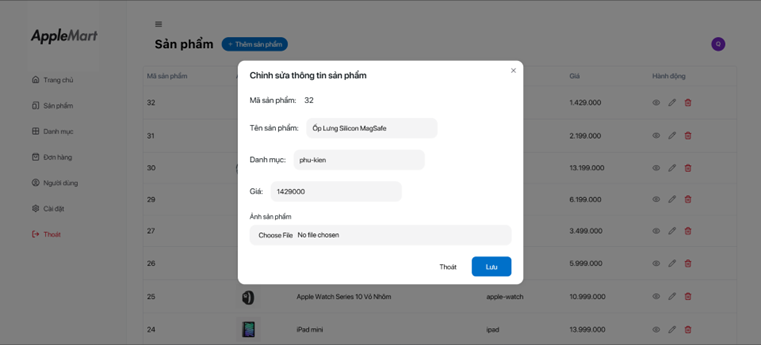 AppleMart
Sản phẩm
+ Thêm sản phẩm
Q
Trang chủ
Sản phẩm
Danh mục
Đơn hàng
Người dùng
Cài đặt
Thoát
Mã sản phẩm
Giá
Hành động
32
1.429.000
31
2.199.000
30
13.199.000
29
6.199.000
27
3.499.000
26
5.999.000
25
Apple Watch Series 10 Vỏ Nhôm
apple-watch
10.999.000
24
iPad mini
ipad
13.999.000
Chỉnh sửa thông tin sản phẩm
Mã sản phẩm: 32
Tên sản phẩm: Ốp Lưng Silicon MagSafe
Danh mục: phu-kien
Giá: 1429000
Ảnh sản phẩm
Choose File No file chosen
Thoát
Lưu